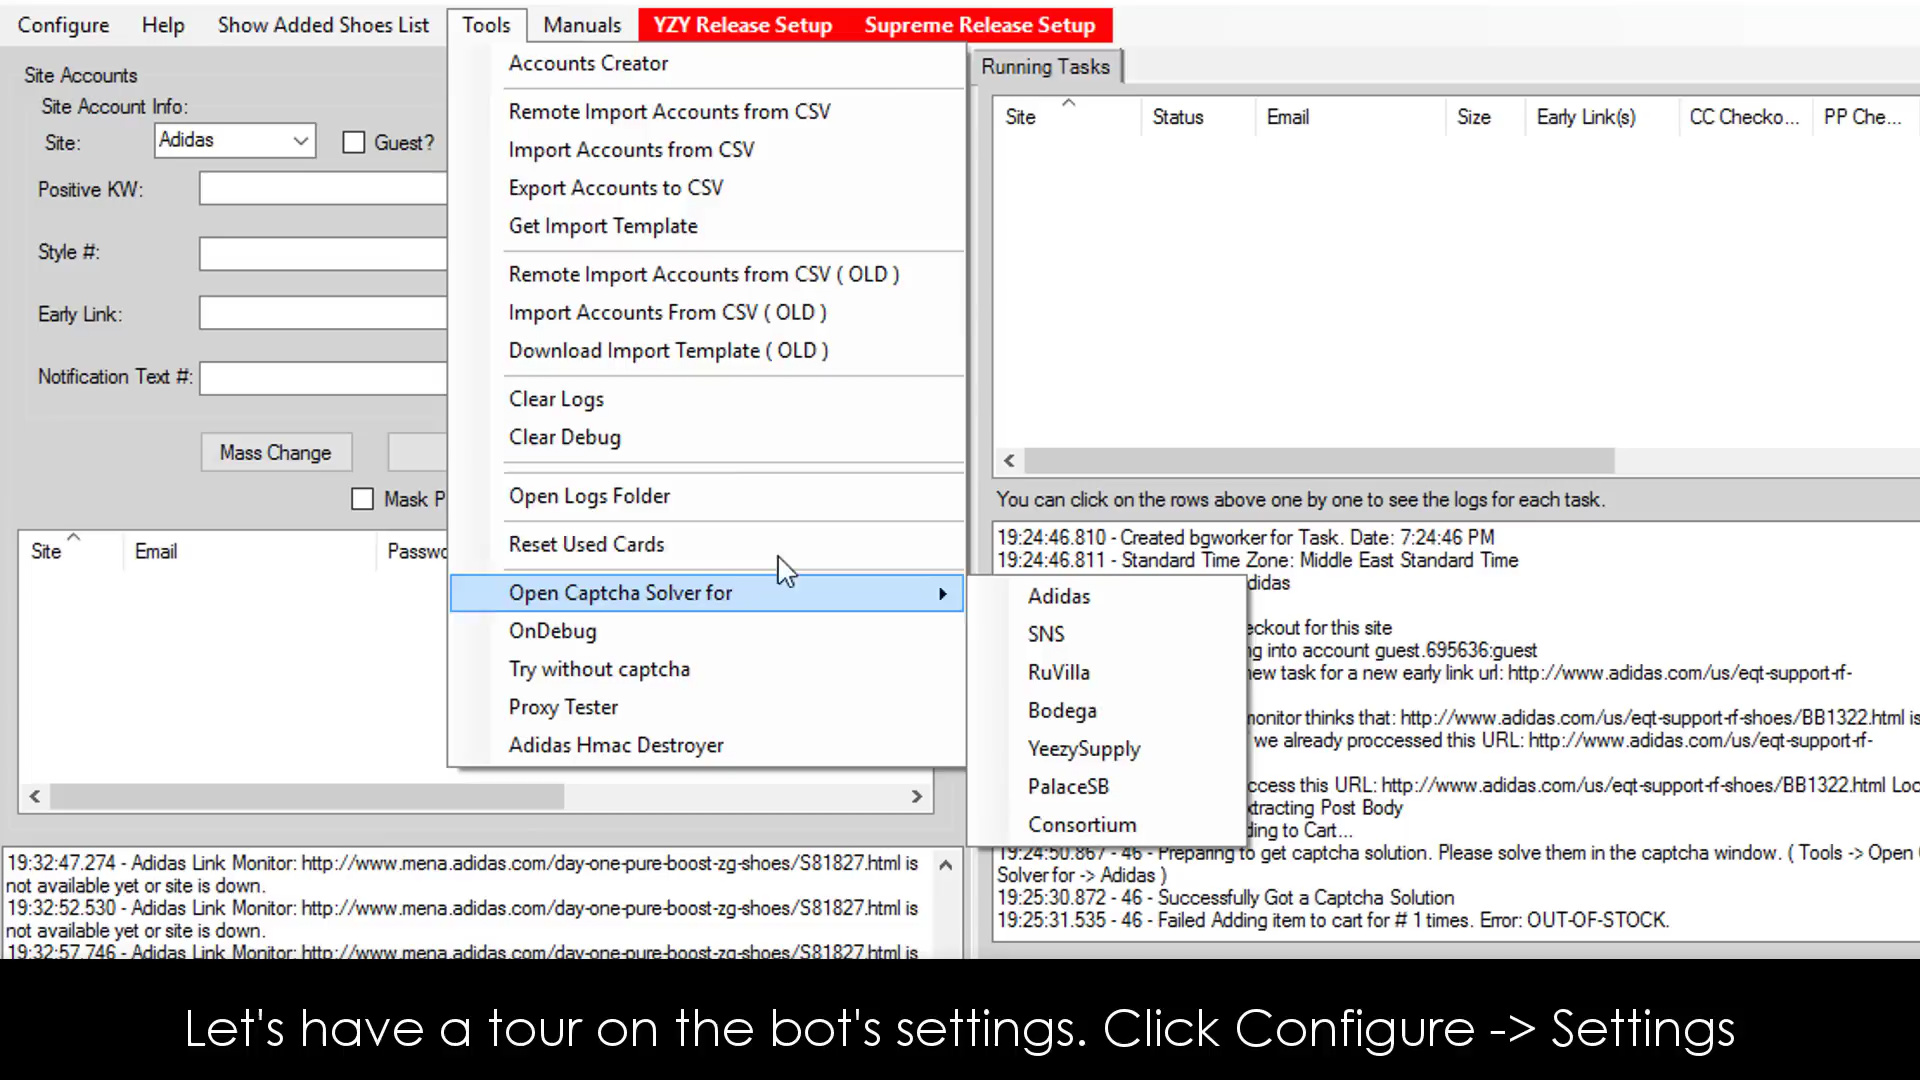 Configure Help Show Added Shoes List Tools Manuals YZY Release Setup Supreme Release Setup
Site Accounts
Site Account Info:
Site: Adidas Guest?
Positive KW:
Style #:
Early Link:
Notification Text #:
Mass Change
Mask P
Site Email Passwo
Accounts Creator
Remote Import Accounts from CSV
Import Accounts from CSV
Export Accounts to CSV
Get Import Template
Remote Import Accounts from CSV ( OLD )
Import Accounts From CSV ( OLD )
Download Import Template ( OLD )
Clear Logs
Clear Debug
Open Logs Folder
Reset Used Cards
Open Captcha Solver for
OnDebug
Try without captcha
Proxy Tester
Adidas Hmac Destroyer
Adidas
SNS
RuVilla
Bodega
YeezySupply
PalaceSB
Consortium
Running Tasks
Site Status Email Size Early Link(s) CC Checko... PP Che...
You can click on the rows above one by one to see the logs for each task.
19:24:46.810 - Created bgworker for Task. Date: 7:24:46 PM
19:24:46.811 - Standard Time Zone: Middle East Standard Time
didas
eckout for this site
ng into account guest.695636:guest
new task for a new early link url: http://www.adidas.com/us/eqt-support-rf-
monitor thinks that: http://www.adidas.com/us/eqt-support-rf-shoes/BB1322.html is
we already proccessed this URL: http://www.adidas.com/us/eqt-support-rf-
ccess this URL: http://www.adidas.com/us/eqt-support-rf-shoes/BB1322.html Loc
xtracting Post Body
ding to Cart...
19:24:50.867 - 46 - Preparing to get captcha solution. Please solve them in the captcha window. ( Tools -> Open
Solver for -> Adidas )
19:25:30.872 - 46 - Successfully Got a Captcha Solution
19:25:31.535 - 46 - Failed Adding item to cart for # 1 times. Error: OUT-OF-STOCK.
19:32:47.274 - Adidas Link Monitor: http://www.mena.adidas.com/day-one-pure-boost-zg-shoes/S81827.html is
not available yet or site is down.
19:32:52.530 - Adidas Link Monitor: http://www.mena.adidas.com/day-one-pure-boost-zg-shoes/S81827.html is
not available yet or site is down.
19:32:57.746 - Adidas Link Monitor: http://www.mena.adidas.com/day-one-pure-boost-zg-shoes/S81827.html is
Let's have a tour on the bot's settings. Click Configure -> Settings